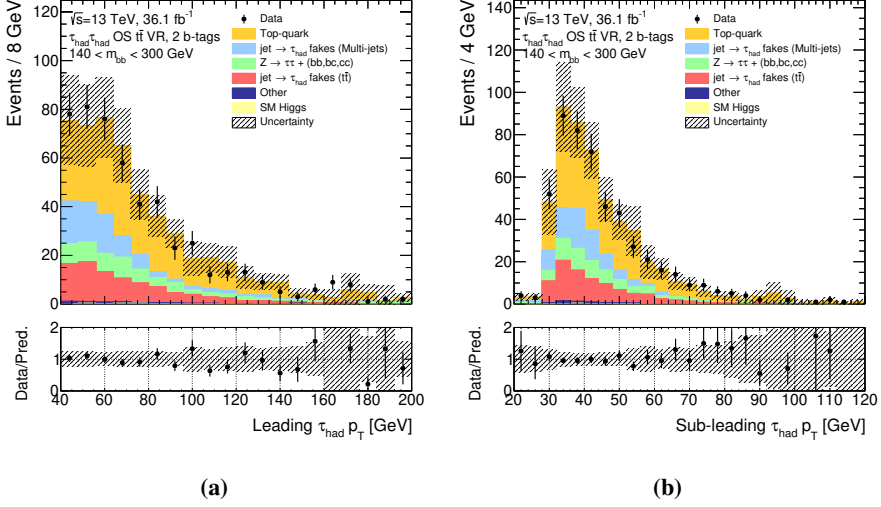 √s=13 TeV, 36.1 fb⁻¹
τhadτhad OS tt̄ VR, 2 b-tags
140 < mbb < 300 GeV
Data
Top-quark
jet → τhad fakes (Multi-jets)
Z → ττ + (bb,bc,cc)
jet → τhad fakes (tt̄)
Other
SM Higgs
Uncertainty
Events / 8 GeV
120
100
80
60
40
20
0
Data/Pred.
2
1
0
40 60 80 100 120 140 160 180 200
Leading τhad pT [GeV]
(a)
√s=13 TeV, 36.1 fb⁻¹
τhadτhad OS tt̄ VR, 2 b-tags
140 < mbb < 300 GeV
Data
Top-quark
jet → τhad fakes (Multi-jets)
Z → ττ + (bb,bc,cc)
jet → τhad fakes (tt̄)
Other
SM Higgs
Uncertainty
Events / 4 GeV
140
120
100
80
60
40
20
0
Data/Pred.
2
1
0
20 30 40 50 60 70 80 90 100 110 120
Sub-leading τhad pT [GeV]
(b)